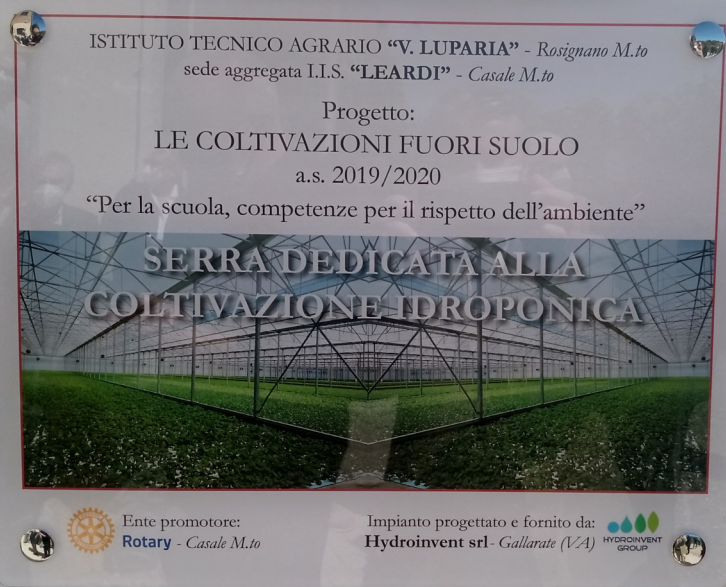 ISTITUTO TECNICO AGRARIO “V. LUPARIA” - Rosignano M.to
sede aggregata I.I.S. “LEARDI” - Casale M.to
Progetto:
LE COLTIVAZIONI FUORI SUOLO
a.s. 2019/2020
“Per la scuola, competenze per il rispetto dell’ambiente”
SERRA DEDICATA ALLA
COLTIVAZIONE IDROPONICA
Ente promotore:
Rotary - Casale M.to
Impianto progettato e fornito da:
Hydroinvent srl - Gallarate (VA)
HYDROINVENT
GROUP